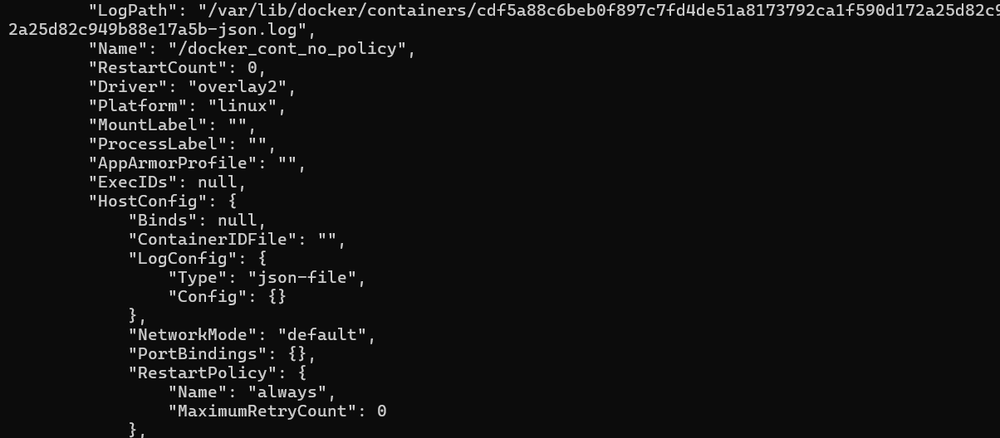 "LogPath": "/var/lib/docker/containers/cdf5a88c6beb0f897c7fd4de51a8173792ca1f590d172a25d82c9
2a25d82c949b88e17a5b-json.log",
        "Name": "/docker_cont_no_policy",
        "RestartCount": 0,
        "Driver": "overlay2",
        "Platform": "linux",
        "MountLabel": "",
        "ProcessLabel": "",
        "AppArmorProfile": "",
        "ExecIDs": null,
        "HostConfig": {
            "Binds": null,
            "ContainerIDFile": "",
            "LogConfig": {
                "Type": "json-file",
                "Config": {}
            },
            "NetworkMode": "default",
            "PortBindings": {},
            "RestartPolicy": {
                "Name": "always",
                "MaximumRetryCount": 0
            },